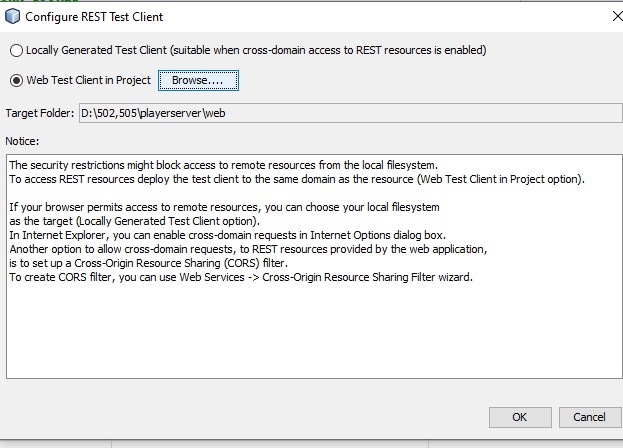 Configure REST Test Client
Locally Generated Test Client (suitable when cross-domain access to REST resources is enabled)
Web Test Client in Project
Browse....
Target Folder: D:\502,505\playerserver\web
Notice:
The security restrictions might block access to remote resources from the local filesystem.
To access REST resources deploy the test client to the same domain as the resource (Web Test Client in Project option).
If your browser permits access to remote resources, you can choose your local filesystem
as the target (Locally Generated Test Client option).
In Internet Explorer, you can enable cross-domain requests in Internet Options dialog box.
Another option to allow cross-domain requests, to REST resources provided by the web application,
is to set up a Cross-Origin Resource Sharing (CORS) filter.
To create CORS filter, you can use Web Services -> Cross-Origin Resource Sharing Filter wizard.
OK Cancel